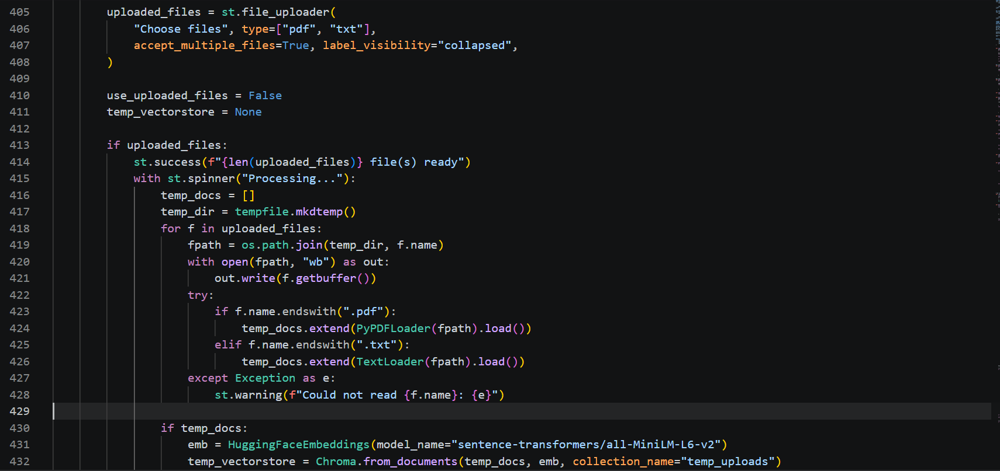 405 uploaded_files = st.file_uploader(
406 "Choose files", type=["pdf", "txt"],
407 accept_multiple_files=True, label_visibility="collapsed",
408 )
409
410 use_uploaded_files = False
411 temp_vectorstore = None
412
413 if uploaded_files:
414 st.success(f"{len(uploaded_files)} file(s) ready")
415 with st.spinner("Processing..."):
416 temp_docs = []
417 temp_dir = tempfile.mkdtemp()
418 for f in uploaded_files:
419 fpath = os.path.join(temp_dir, f.name)
420 with open(fpath, "wb") as out:
421 out.write(f.getbuffer())
422 try:
423 if f.name.endswith(".pdf"):
424 temp_docs.extend(PyPDFLoader(fpath).load())
425 elif f.name.endswith(".txt"):
426 temp_docs.extend(TextLoader(fpath).load())
427 except Exception as e:
428 st.warning(f"Could not read {f.name}: {e}")
429
430 if temp_docs:
431 emb = HuggingFaceEmbeddings(model_name="sentence-transformers/all-MiniLM-L6-v2")
432 temp_vectorstore = Chroma.from_documents(temp_docs, emb, collection_name="temp_uploads")